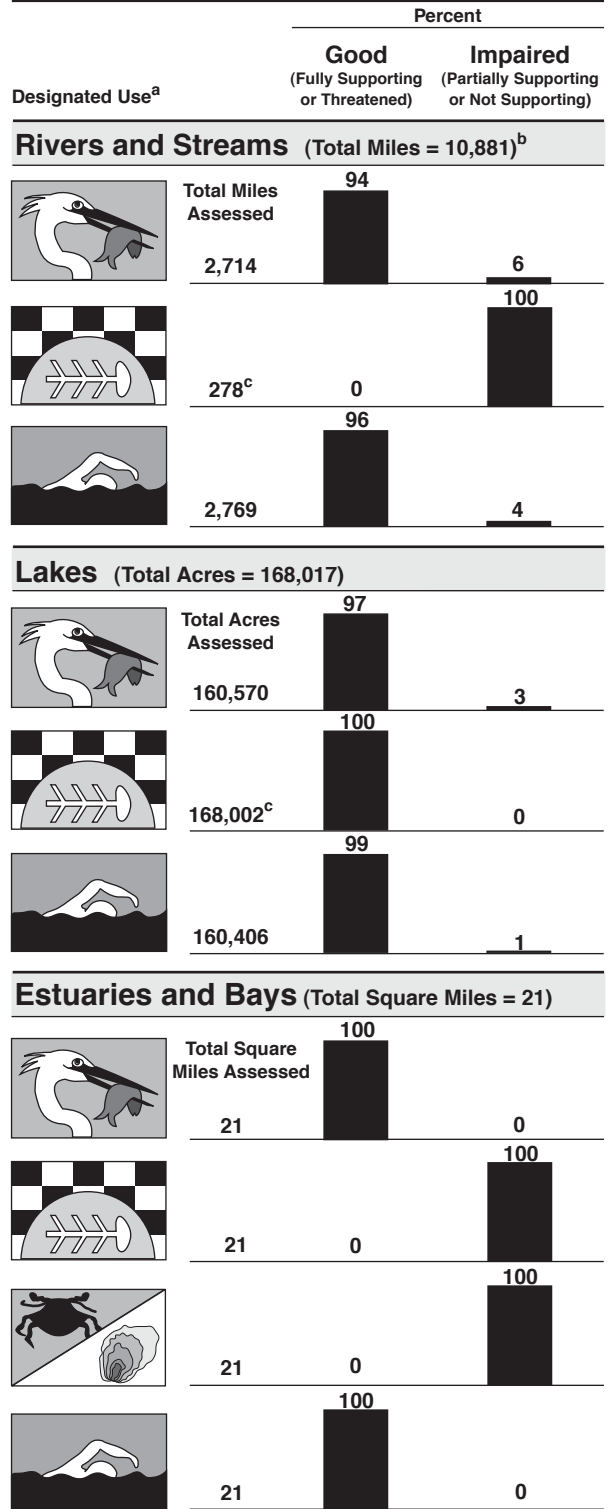 Percent
Designated Use^a
Good
(Fully Supporting
or Threatened)
Impaired
(Partially Supporting
or Not Supporting)
Rivers and Streams (Total Miles = 10,881)^b
Total Miles
Assessed
2,714
94
6
278^c
0
100
2,769
96
4
Lakes (Total Acres = 168,017)
Total Acres
Assessed
160,570
97
3
168,002^c
100
0
160,406
99
1
Estuaries and Bays (Total Square Miles = 21)
Total Square
Miles Assessed
21
100
0
21
0
100
21
0
100
21
100
0